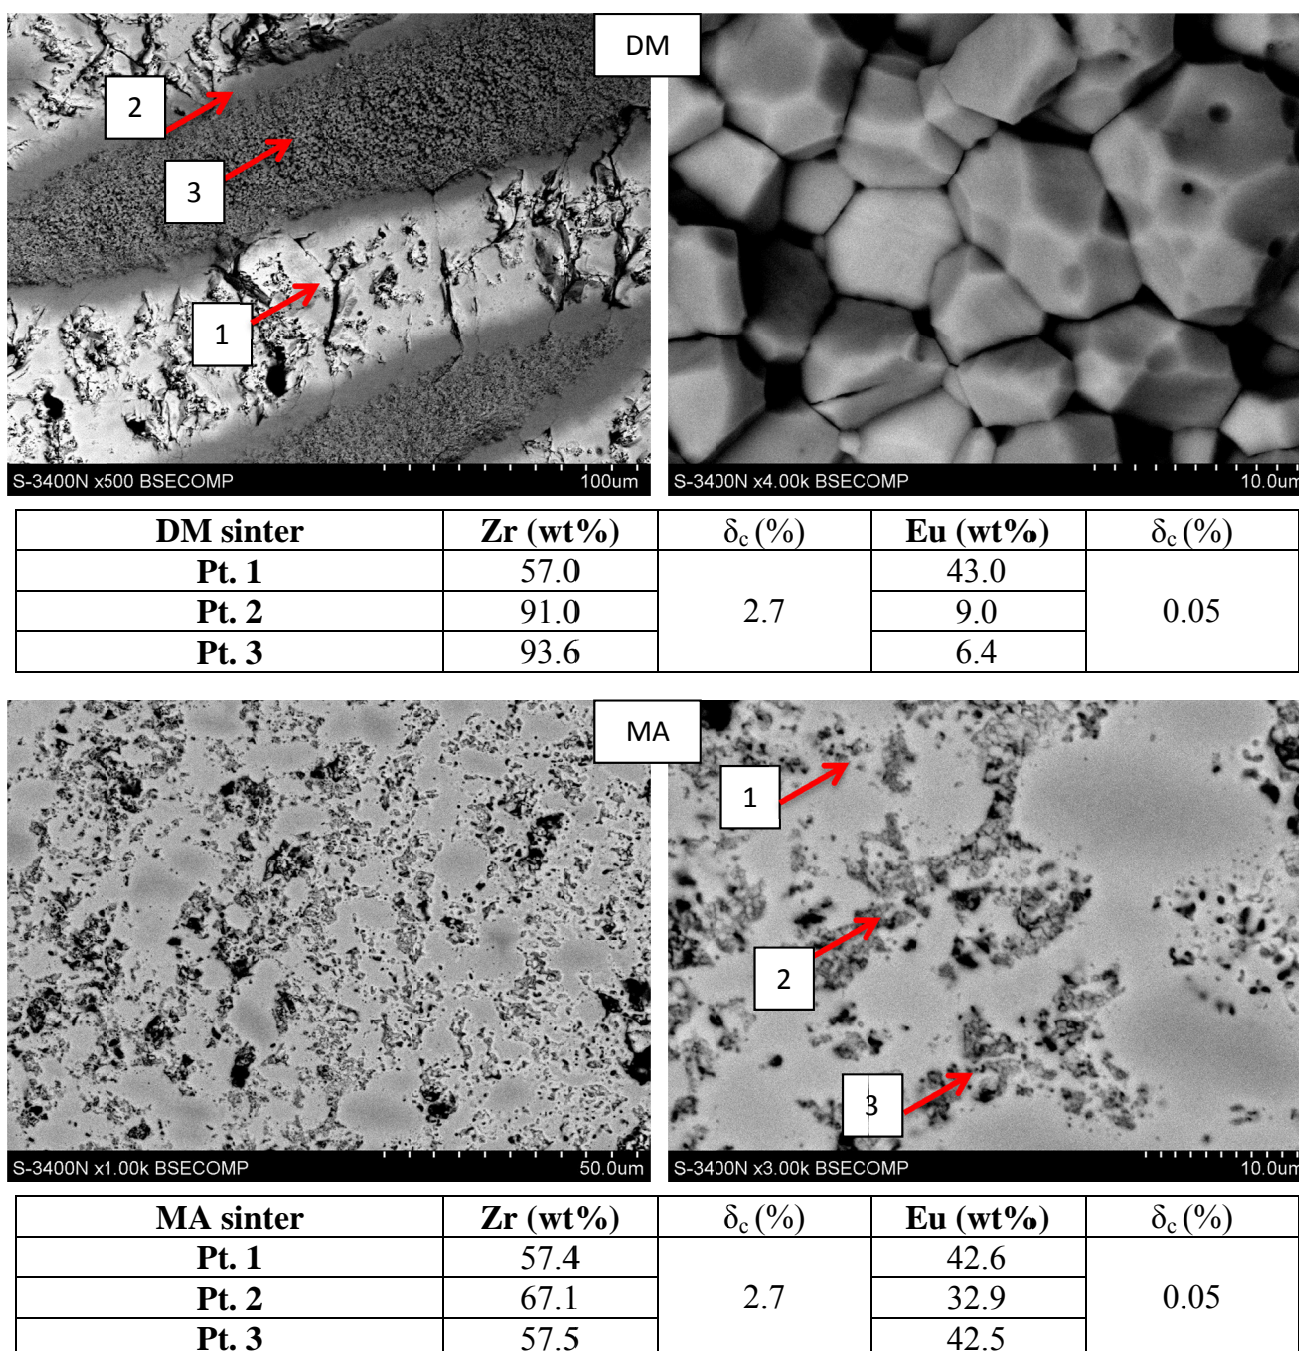 DM
2
3
1
S-3400N x500 BSECOMP 100um
S-3400N x4.00k BSECOMP 10.0um
DM sinter Zr (wt%) δc (%) Eu (wt%) δc (%)
Pt. 1 57.0 2.7 43.0 0.05
Pt. 2 91.0 9.0
Pt. 3 93.6 6.4
MA
1
2
3
S-3400N x1.00k BSECOMP 50.0um
S-3400N x3.00k BSECOMP 10.0um
MA sinter Zr (wt%) δc (%) Eu (wt%) δc (%)
Pt. 1 57.4 2.7 42.6 0.05
Pt. 2 67.1 32.9
Pt. 3 57.5 42.5